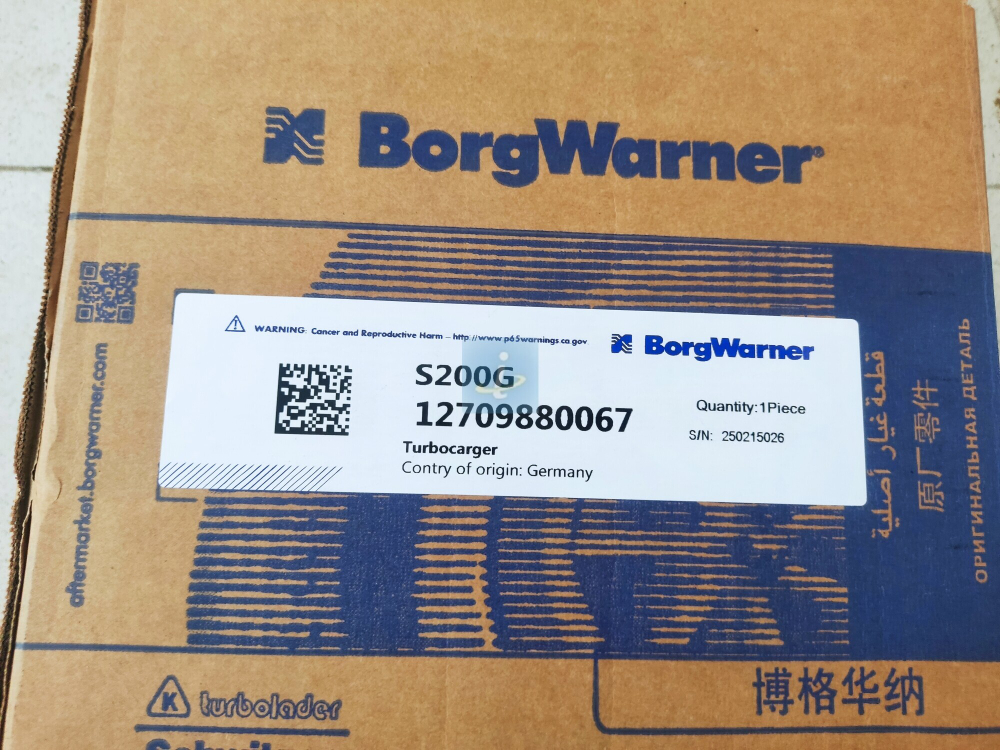 BorgWarner®
aftermarket.borgwarner.com
WARNING: Cancer and Reproductive Harm – http://www.p65warnings.ca.gov
BorgWarner
S200G
12709880067
Quantity:1Piece
S/N: 250215026
Turbocarger
Contry of origin: Germany
قطعة غيار أصلية
原厂零件
ОРИГИНАЛЬНАЯ ДЕТАЛЬ
K turbolader
博格华纳